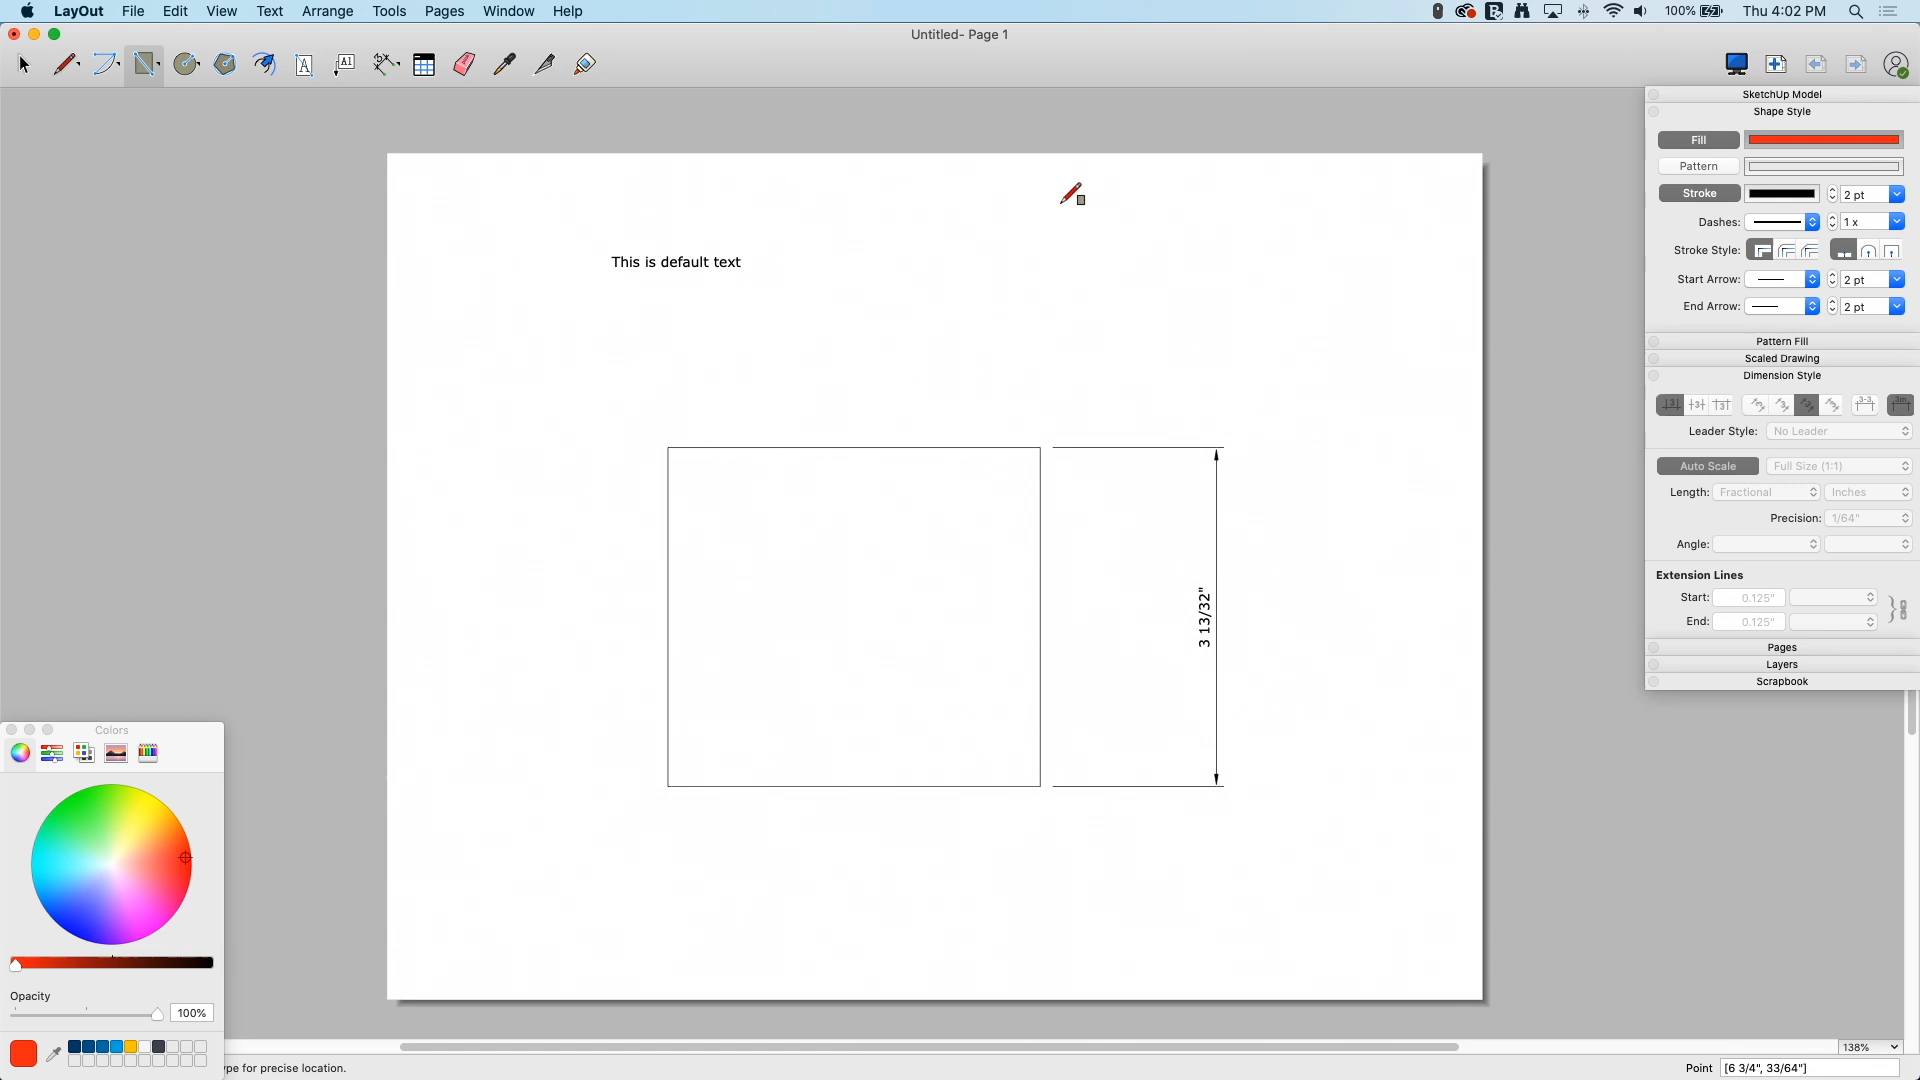 LayOut File Edit View Text Arrange Tools Pages Window Help 100% Thu 4:02 PM
Untitled- Page 1
A A1
SketchUp Model
Shape Style
Fill
Pattern
Stroke 2 pt
Dashes: 1 x
Stroke Style:
Start Arrow: 2 pt
End Arrow: 2 pt
Pattern Fill
Scaled Drawing
Dimension Style
Leader Style: No Leader
Auto Scale Full Size (1:1)
Length: Fractional Inches
Precision: 1/64"
Angle:
Extension Lines
Start: 0.125"
End: 0.125"
Pages
Layers
Scrapbook
This is default text
3 13/32"
Colors
Opacity
100%
138%
pe for precise location.
Point [6 3/4", 33/64"]